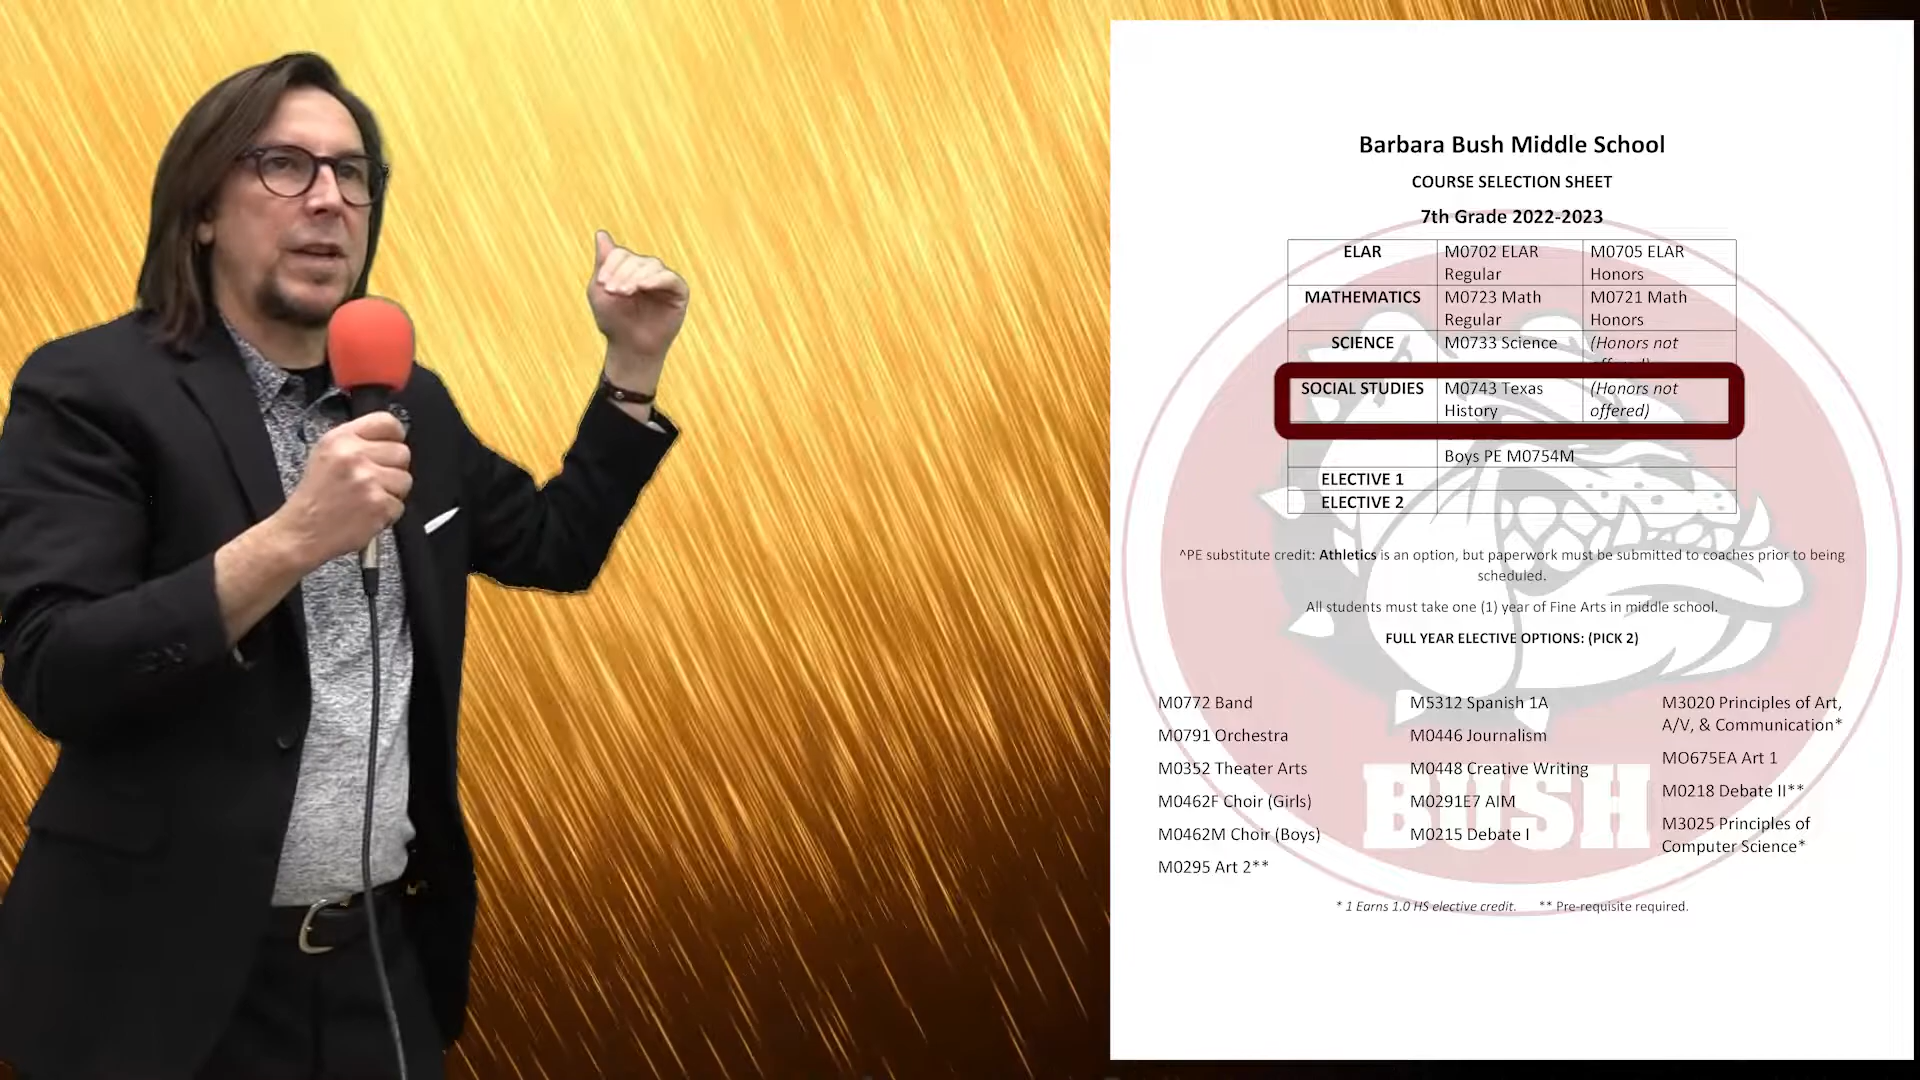 Barbara Bush Middle School
COURSE SELECTION SHEET
7th Grade 2022-2023
ELAR M0702 ELAR Regular M0705 ELAR Honors
MATHEMATICS M0723 Math Regular M0721 Math Honors
SCIENCE M0733 Science (Honors not
SOCIAL STUDIES M0743 Texas History (Honors not offered)
Boys PE M0754M
ELECTIVE 1
ELECTIVE 2
^PE substitute credit: Athletics is an option, but paperwork must be submitted to coaches prior to being
scheduled.
All students must take one (1) year of Fine Arts in middle school.
FULL YEAR ELECTIVE OPTIONS: (PICK 2)
M0772 Band
M0791 Orchestra
M0352 Theater Arts
M0462F Choir (Girls)
M0462M Choir (Boys)
M0295 Art 2**
M5312 Spanish 1A
M0446 Journalism
M0448 Creative Writing
M0291E7 AIM
M0215 Debate I
M3020 Principles of Art,
A/V, & Communication*
MO675EA Art 1
M0218 Debate II**
M3025 Principles of
Computer Science*
BUSH
* 1 Earns 1.0 HS elective credit. ** Pre-requisite required.